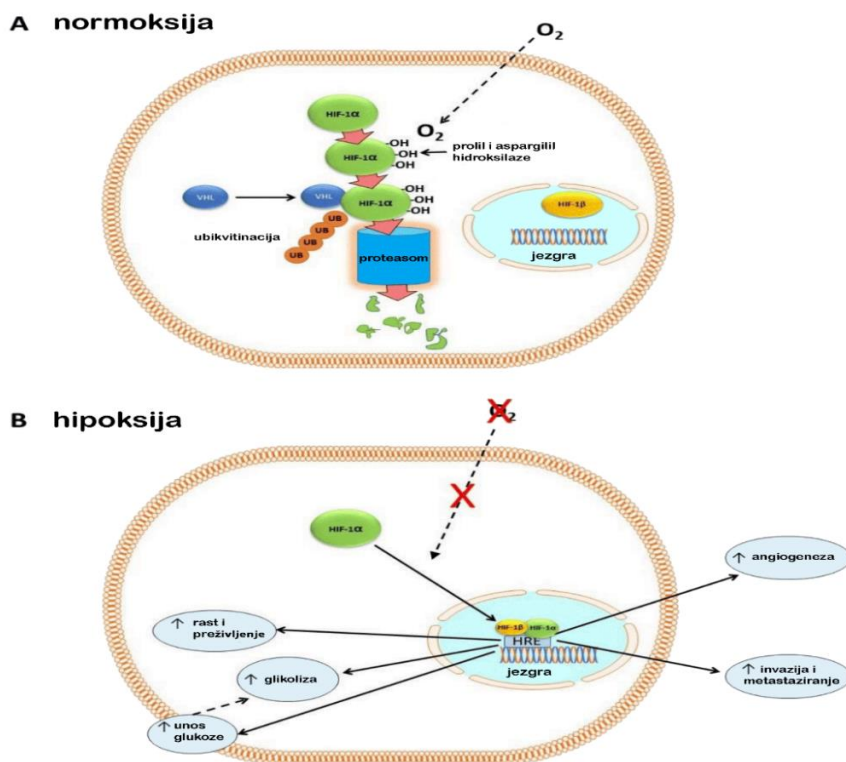 A normoksija
O₂
HIF-1α
O₂
-OH
HIF-1α
-OH
-OH
prolil i aspargilil
hidroksilaze
VHL
VHL
HIF-1α
-OH
-OH
-OH
UB
UB
UB
UB
ubikvitinacija
proteasom
HIF-1β
jezgra
B hipoksija
O₂
HIF-1α
↑ angiogeneza
HIF-1β
HIF-1α
HRE
jezgra
↑ rast i
preživljenje
↑ glikoliza
↑ unos
glukoze
↑ invazija i
metastaziranje